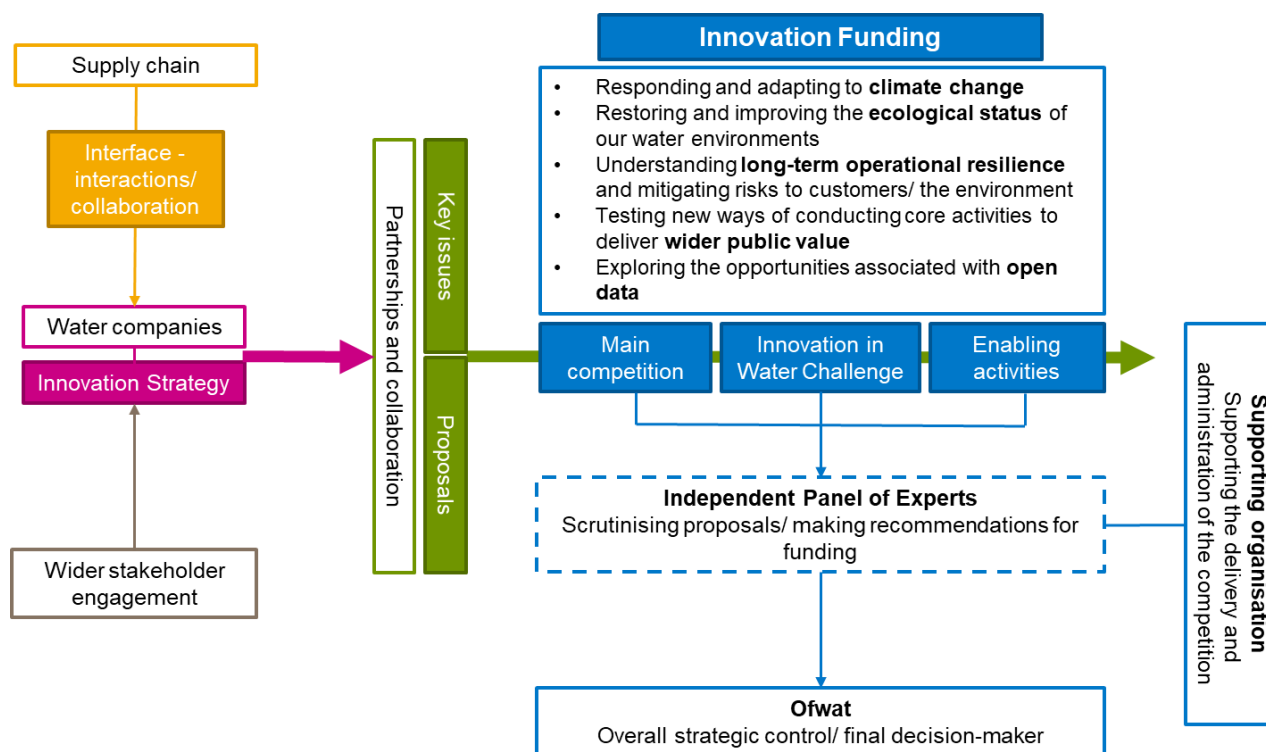 Supply chain
Interface -
interactions/
collaboration
Water companies
Innovation Strategy
Wider stakeholder
engagement
Partnerships and collaboration
Key issues
Proposals
Innovation Funding
• Responding and adapting to climate change
• Restoring and improving the ecological status of
our water environments
• Understanding long-term operational resilience
and mitigating risks to customers/ the environment
• Testing new ways of conducting core activities to
deliver wider public value
• Exploring the opportunities associated with open
data
Main
competition
Innovation in
Water Challenge
Enabling
activities
Independent Panel of Experts
Scrutinising proposals/ making recommendations for
funding
Ofwat
Overall strategic control/ final decision-maker
Supporting organisation
Supporting the delivery and
administration of the competition